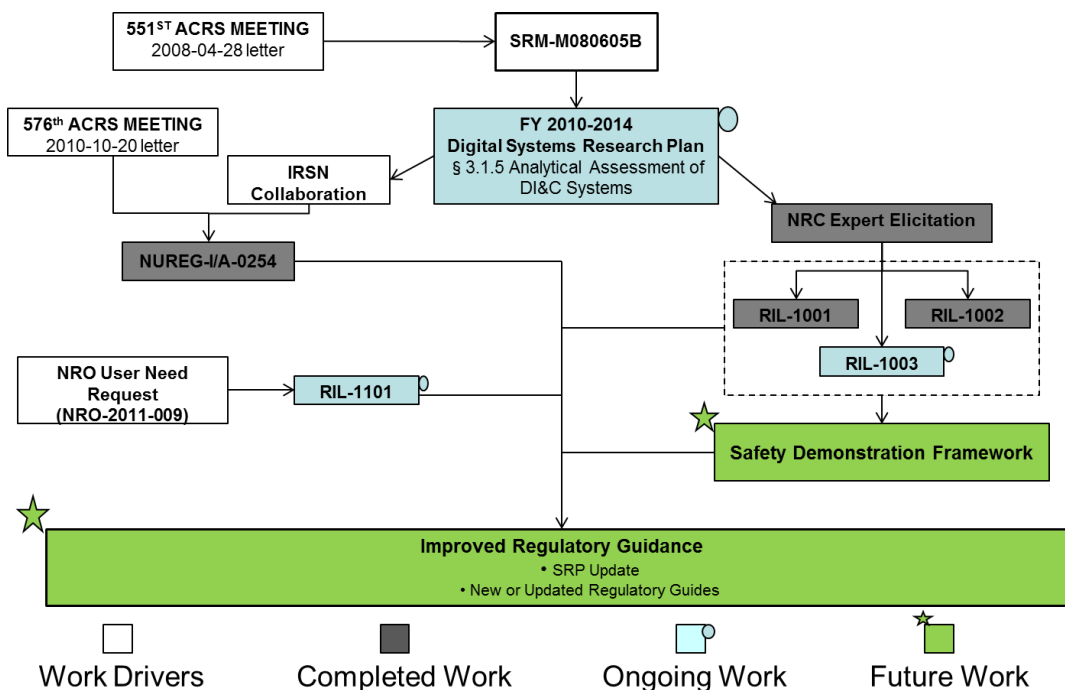 551ST ACRS MEETING
2008-04-28 letter
SRM-M080605B
576th ACRS MEETING
2010-10-20 letter
FY 2010-2014
Digital Systems Research Plan
§ 3.1.5 Analytical Assessment of
DI&C Systems
IRSN
Collaboration
NRC Expert Elicitation
NUREG-I/A-0254
RIL-1001
RIL-1002
RIL-1003
NRO User Need
Request
(NRO-2011-009)
RIL-1101
Safety Demonstration Framework
Improved Regulatory Guidance
• SRP Update
• New or Updated Regulatory Guides
Work Drivers
Completed Work
Ongoing Work
Future Work